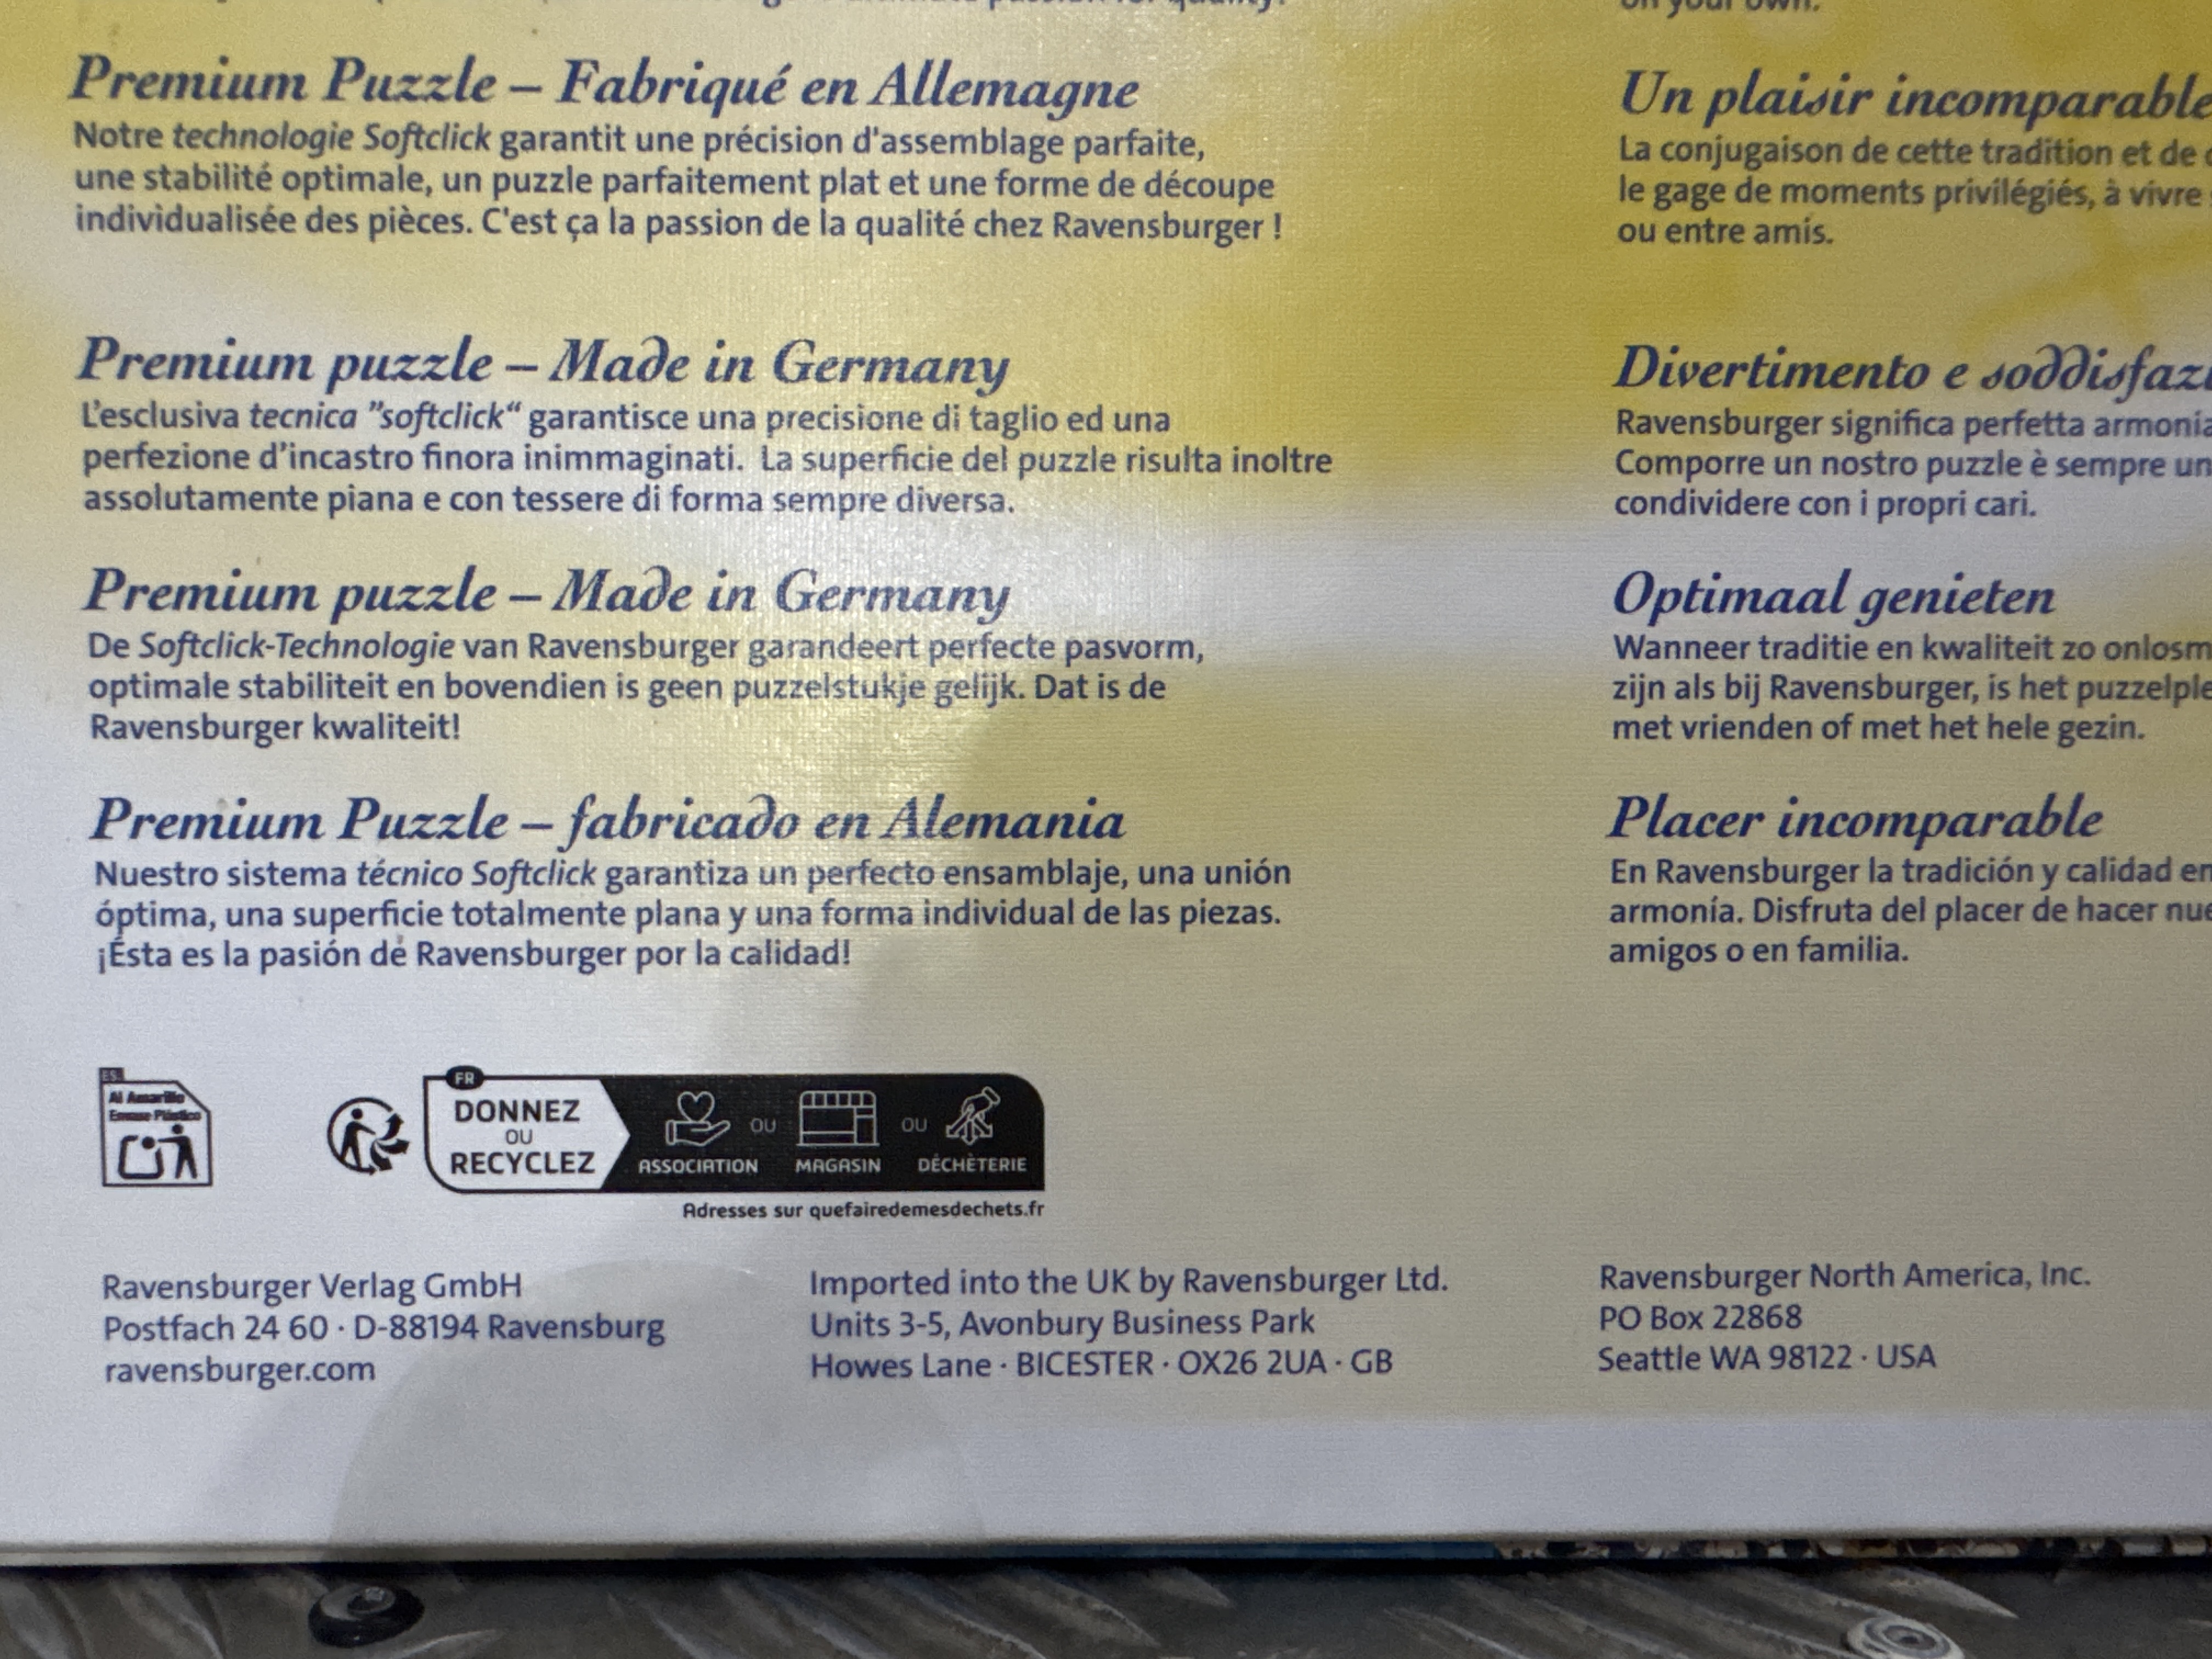 on your own.
Premium Puzzle – Fabriqué en Allemagne
Notre technologie Softclick garantit une précision d'assemblage parfaite,
une stabilité optimale, un puzzle parfaitement plat et une forme de découpe
individualisée des pièces. C'est ça la passion de la qualité chez Ravensburger !
Un plaisir incomparable
La conjugaison de cette tradition et de
le gage de moments privilégiés, à vivre
ou entre amis.
Premium puzzle – Made in Germany
L'esclusiva tecnica "softclick“ garantisce una precisione di taglio ed una
perfezione d'incastro finora inimmaginati. La superficie del puzzle risulta inoltre
assolutamente piana e con tessere di forma sempre diversa.
Divertimento e
Ravensburger significa perfetta armonia
Comporre un nostro puzzle è sempre un
condividere con i propri cari.
Premium puzzle – Made in Germany
De Softclick-Technologie van Ravensburger garandeert perfecte pasvorm,
optimale stabiliteit en bovendien is geen puzzelstukje gelijk. Dat is de
Ravensburger kwaliteit!
Optimaal genieten
Wanneer traditie en kwaliteit zo
zijn als bij Ravensburger, is het
met vrienden of met het hele gezin.
Premium Puzzle – fabricado en Alemania
Nuestro sistema técnico Softclick garantiza un perfecto ensamblaje, una unión
óptima, una superficie totalmente plana y una forma individual de las piezas.
¡Ésta es la pasión de Ravensburger por la calidad!
Placer incomparable
En Ravensburger la tradición y calidad
armonía. Disfruta del placer de hacer
amigos o en familia.
ES
Al Amarillo
Envase Plástico
FR
DONNEZ
OU
RECYCLEZ
OU OU
ASSOCIATION MAGASIN DÉCHÈTERIE
Adresses sur quefairedemesdechets.fr
Ravensburger Verlag GmbH
Postfach 24 60 · D-88194 Ravensburg
ravensburger.com
Imported into the UK by Ravensburger Ltd.
Units 3-5, Avonbury Business Park
Howes Lane · BICESTER · OX26 2UA · GB
Ravensburger North America, Inc.
PO Box 22868
Seattle WA 98122 · USA